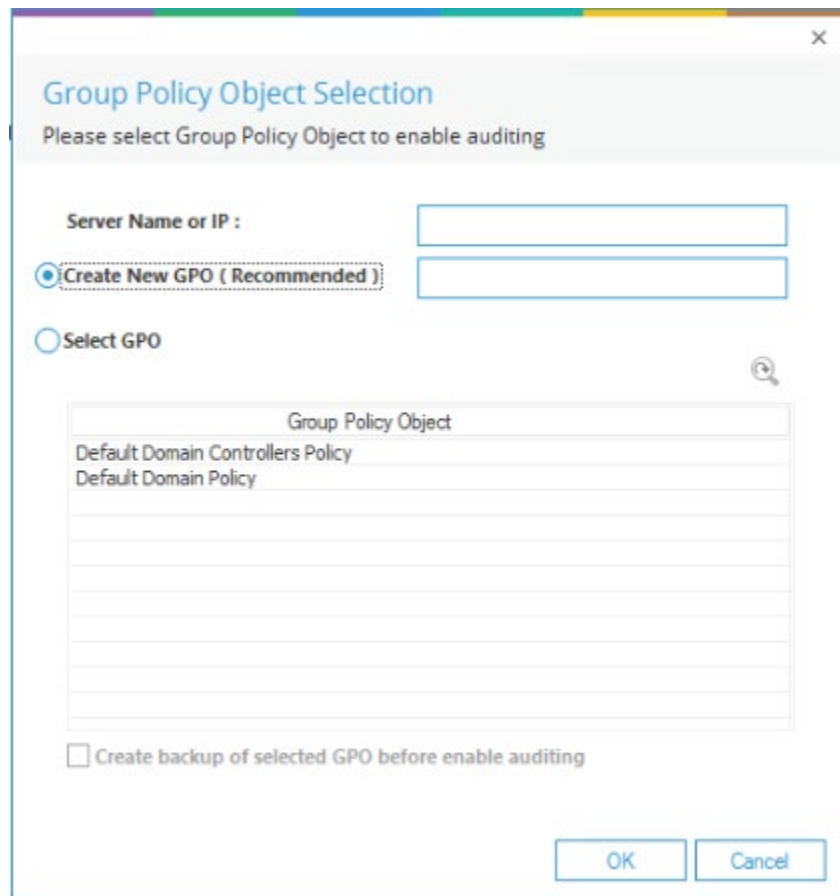 Group Policy Object Selection
Please select Group Policy Object to enable auditing
Server Name or IP :
Create New GPO ( Recommended )
Select GPO
Group Policy Object
Default Domain Controllers Policy
Default Domain Policy
Create backup of selected GPO before enable auditing
OK Cancel